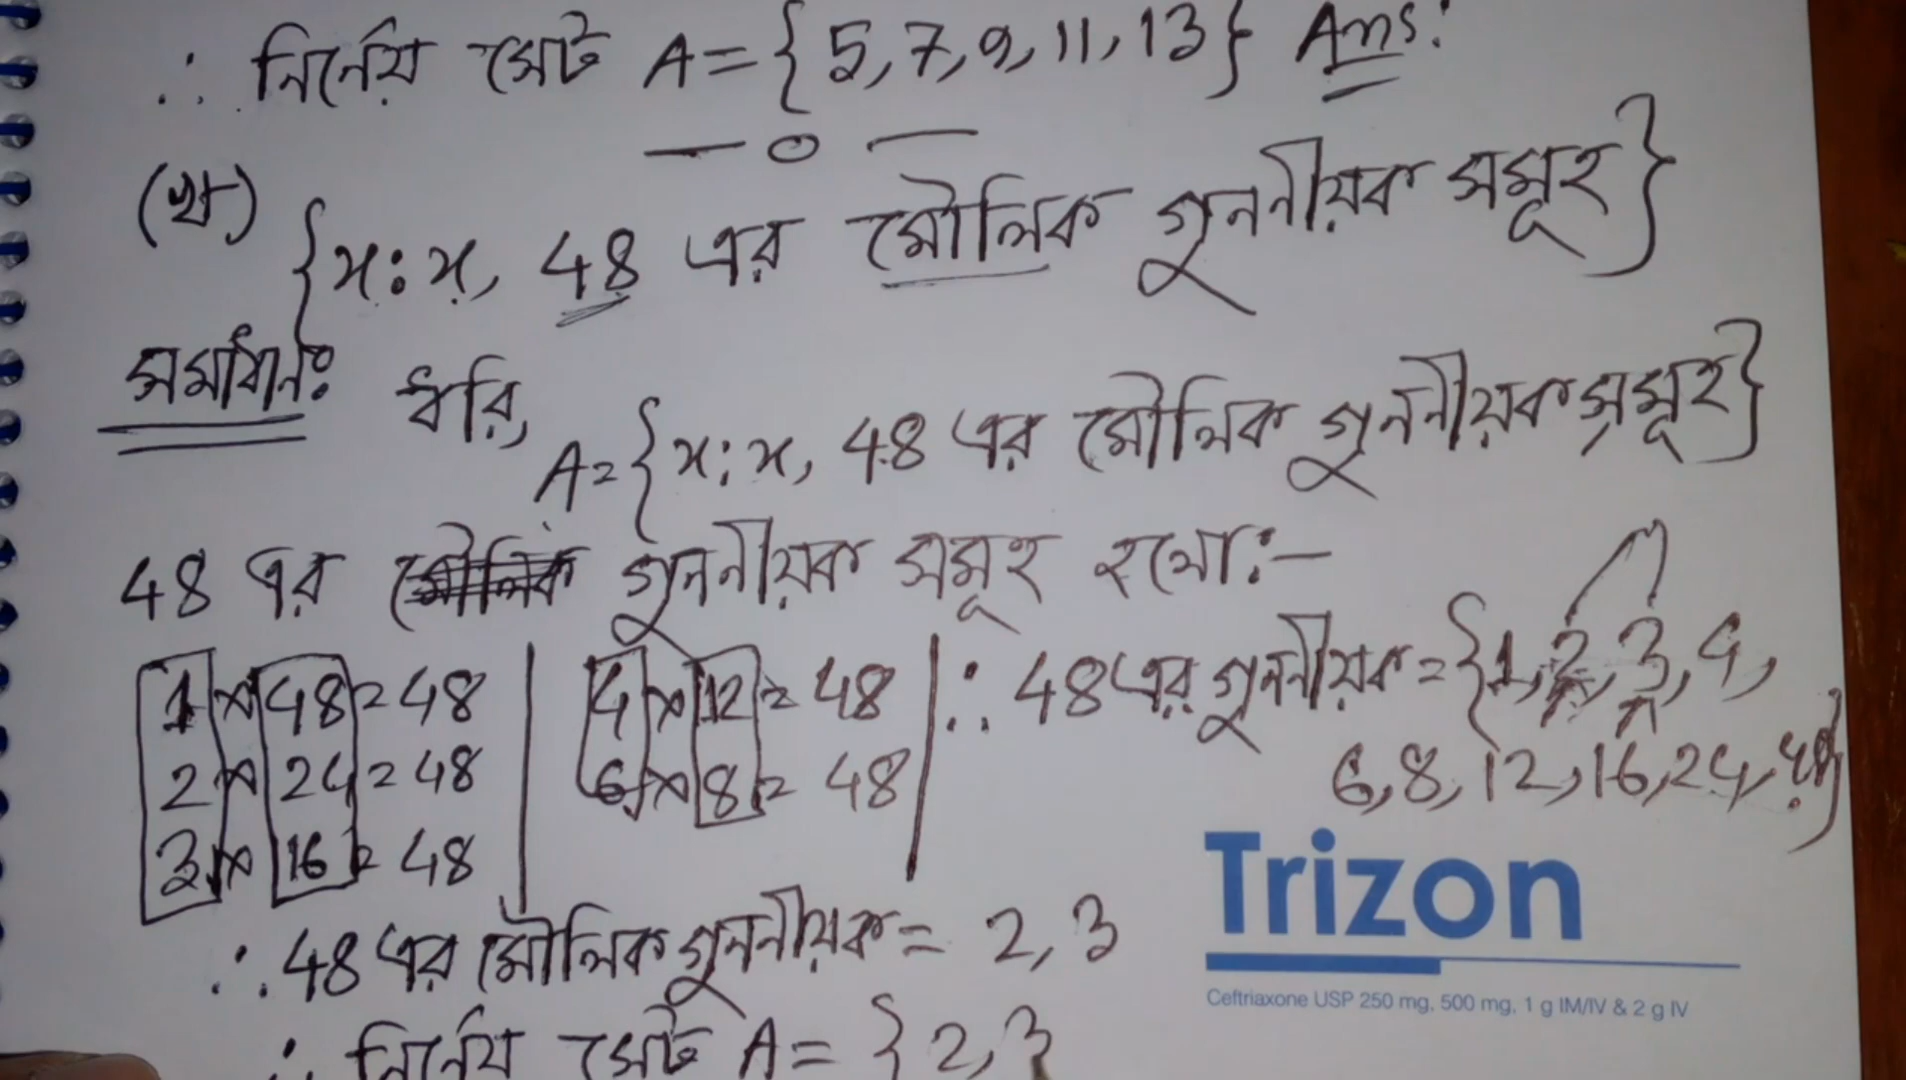 ∴ নির্নেয় সেট A = {5, 7, 9, 11, 13} Ans:
— 0 —
(খ) {x : x, 48 এর মৌলিক গুননীয়ক সমূহ}
সমাধান: ধরি,
A = {x : x, 48 এর মৌলিক গুননীয়ক সমূহ}
48 এর মৌলিক গুননীয়ক সমূহ হলো:-
1 × 48 = 48
2 × 24 = 48
3 × 16 = 48
4 × 12 = 48
6 × 8 = 48
∴ 48 এর গুননীয়ক = {1, 2, 3, 4,
6, 8, 12, 16, 24, 48}
∴ 48 এর মৌলিক গুননীয়ক = 2, 3
∴ নির্নেয় সেট A = {2, 3
Trizon
Ceftriaxone USP 250 mg, 500 mg, 1 g IM/IV & 2 g IV